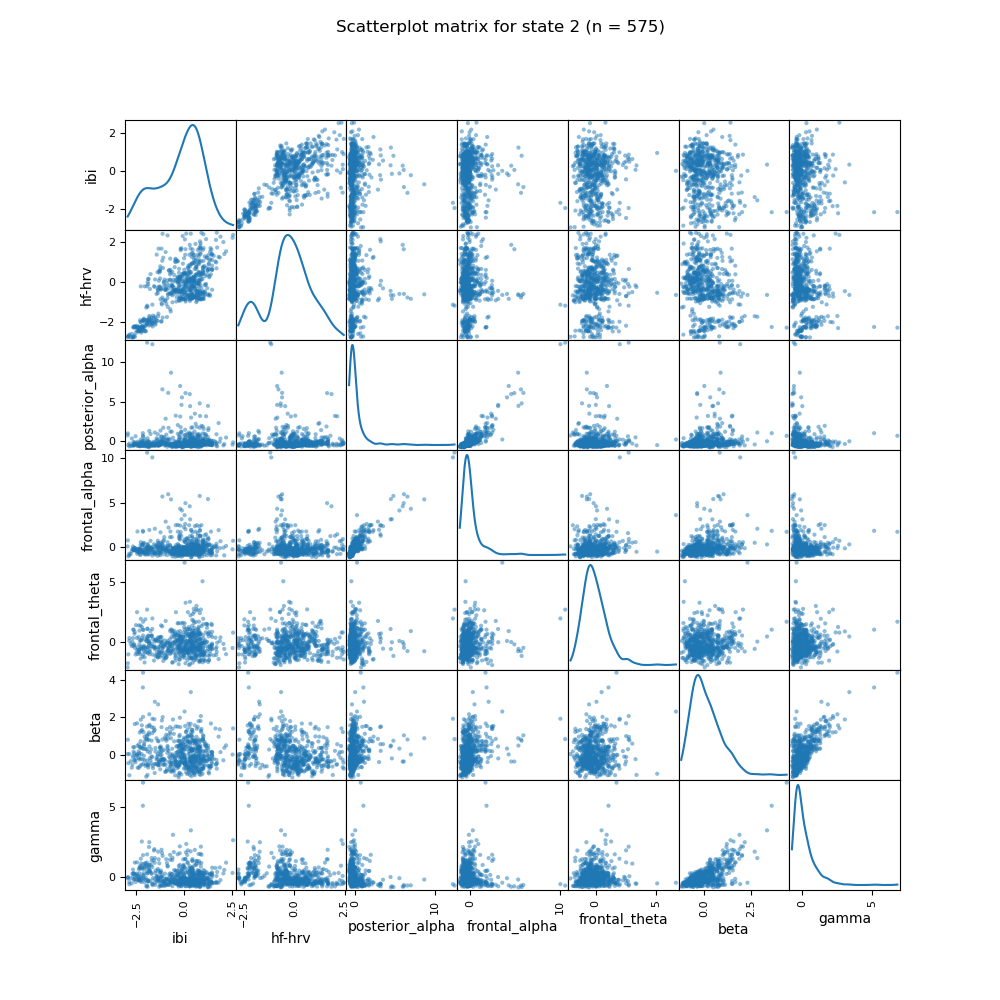 Scatterplot matrix for state 2 (n = 575)
2
0
-2
ibi
2
0
−2
hf-hrv
10
5
0
posterior_alpha
10
5
0
frontal_alpha
5
0
frontal_theta
4
2
0
beta
5
0
gamma
−2.5
0.0
2.5
ibi
−2.5
0.0
2.5
hf-hrv
0
10
posterior_alpha
0
10
frontal_alpha
0
5
frontal_theta
0.0
2.5
beta
0
5
gamma